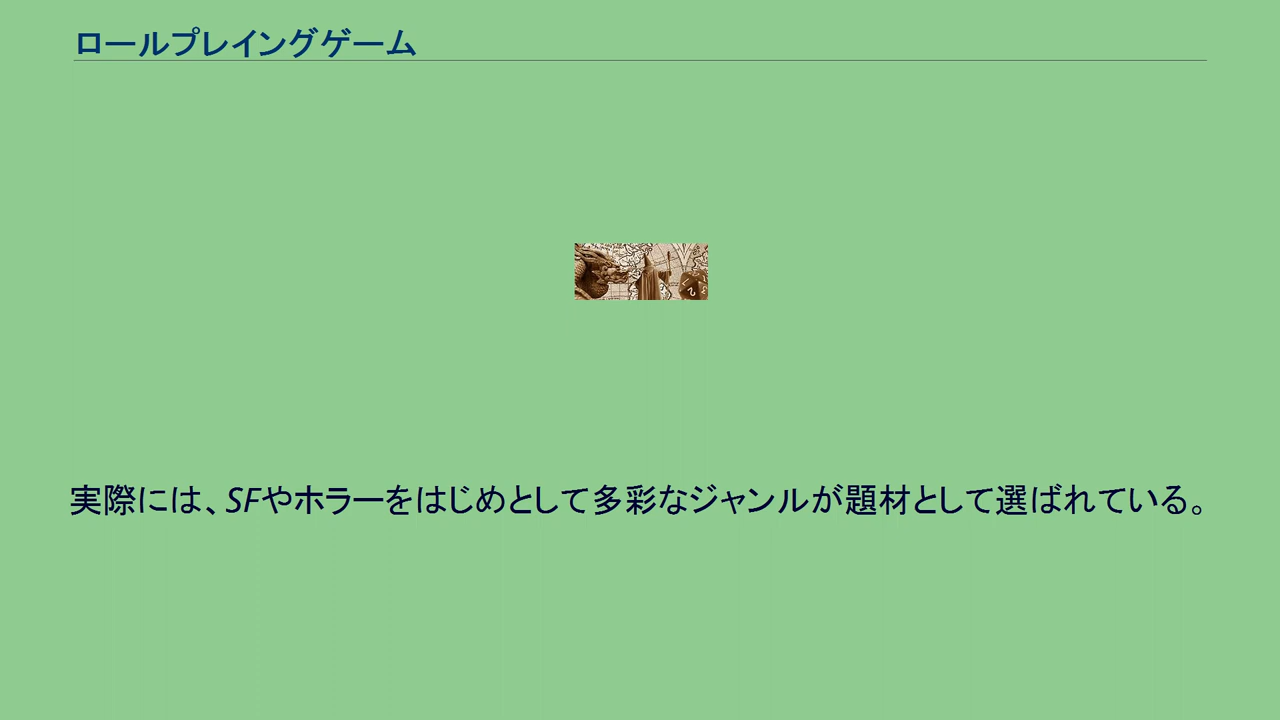 ロールプレイングゲーム
実際には、SFやホラーをはじめとして多彩なジャンルが題材として選ばれている。